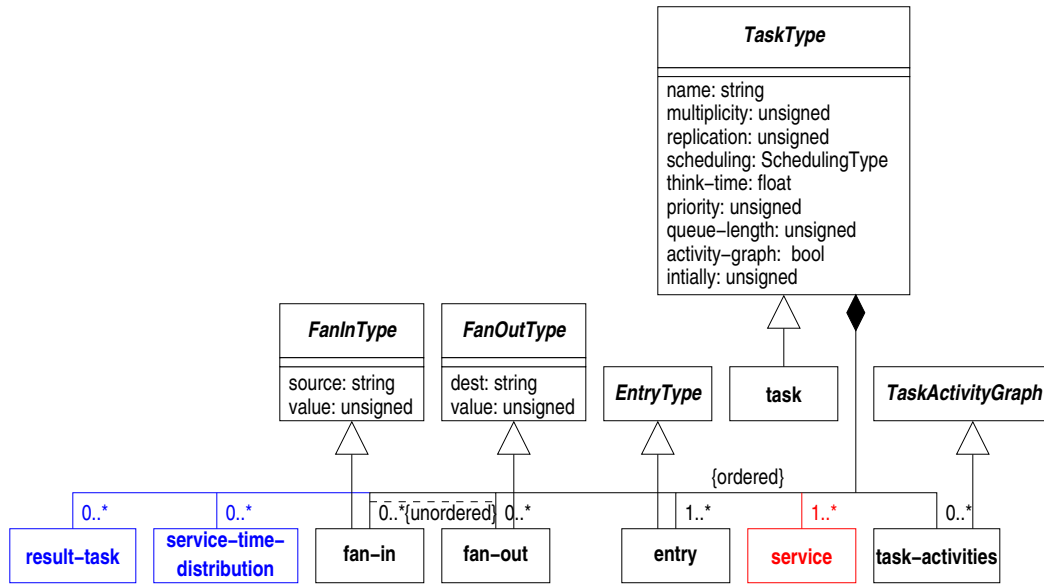 TaskType
name: string
multiplicity: unsigned
replication: unsigned
scheduling: SchedulingType
think−time: float
priority: unsigned
queue−length: unsigned
activity−graph: bool
intially: unsigned
FanInType
source: string
value: unsigned
FanOutType
dest: string
value: unsigned
EntryType
task
TaskActivityGraph
{ordered}
0..* 0..* 0..* {unordered} 0..* 1..* 1..* 0..*
result−task
service−time−
distribution
fan−in
fan−out
entry
service
task−activities